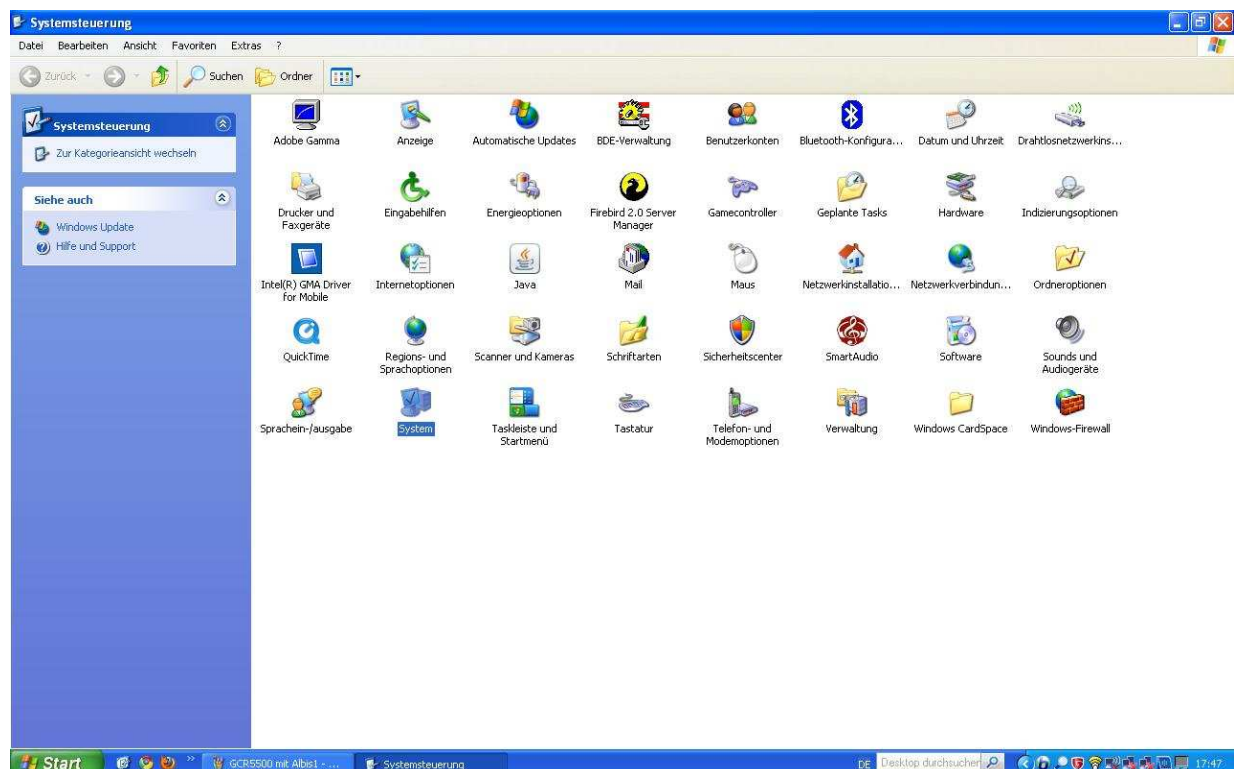 Systemsteuerung
Datei Bearbeiten Ansicht Favoriten Extras ?
Zurück Suchen Ordner
Systemsteuerung
Zur Kategorieansicht wechseln
Siehe auch
Windows Update
Hilfe und Support
Adobe Gamma
Anzeige
Automatische Updates
BDE-Verwaltung
Benutzerkonten
Bluetooth-Konfigura...
Datum und Uhrzeit
Drahtlosnetzwerkins...
Drucker und
Faxgeräte
Eingabehilfen
Energieoptionen
Firebird 2.0 Server
Manager
Gamecontroller
Geplante Tasks
Hardware
Indizierungsoptionen
Intel(R) GMA Driver
for Mobile
Internetoptionen
Java
Mail
Maus
Netzwerkinstallatio...
Netzwerkverbindun...
Ordneroptionen
QuickTime
Regions- und
Sprachoptionen
Scanner und Kameras
Schriftarten
Sicherheitscenter
SmartAudio
Software
Sounds und
Audiogeräte
Sprachein-/ausgabe
System
Taskleiste und
Startmenü
Tastatur
Telefon- und
Modemoptionen
Verwaltung
Windows CardSpace
Windows-Firewall
Start
GCR5500 mit Albis1 - ...
Systemsteuerung
DE
Desktop durchsuchen
17:47